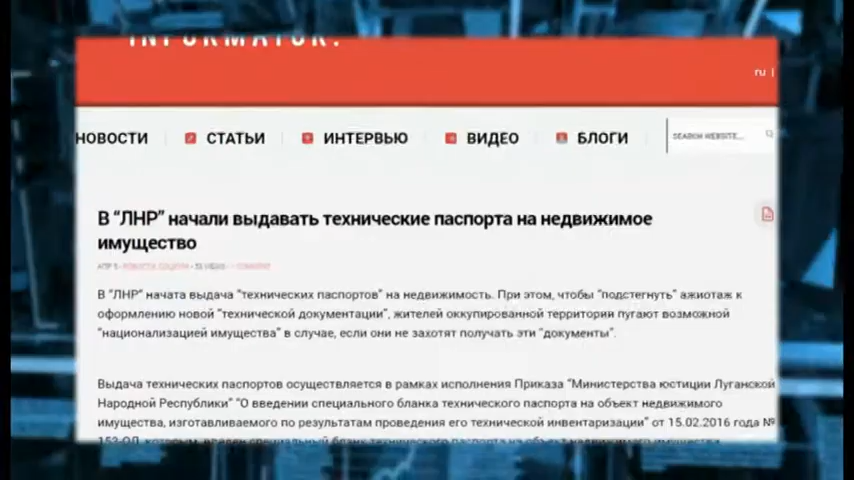 INFORMATOR.
ru |
НОВОСТИ СТАТЬИ ИНТЕРВЬЮ ВИДЕО БЛОГИ SEARCH WEBSITE...
В “ЛНР” начали выдавать технические паспорта на недвижимое
имущество
В “ЛНР” начата выдача “технических паспортов” на недвижимость. При этом, чтобы “подстегнуть” ажиотаж к
оформлению новой “технической документации”, жителей оккупированной территории пугают возможной
“национализацией имущества” в случае, если они не захотят получать эти “документы”.
Выдача технических паспортов осуществляется в рамках исполнения Приказа “Министерства юстиции Луганской
Народной Республики” “О введении специального бланка технического паспорта на объект недвижимого
имущества, изготавливаемого по результатам проведения его технической инвентаризации” от 15.02.2016 года №